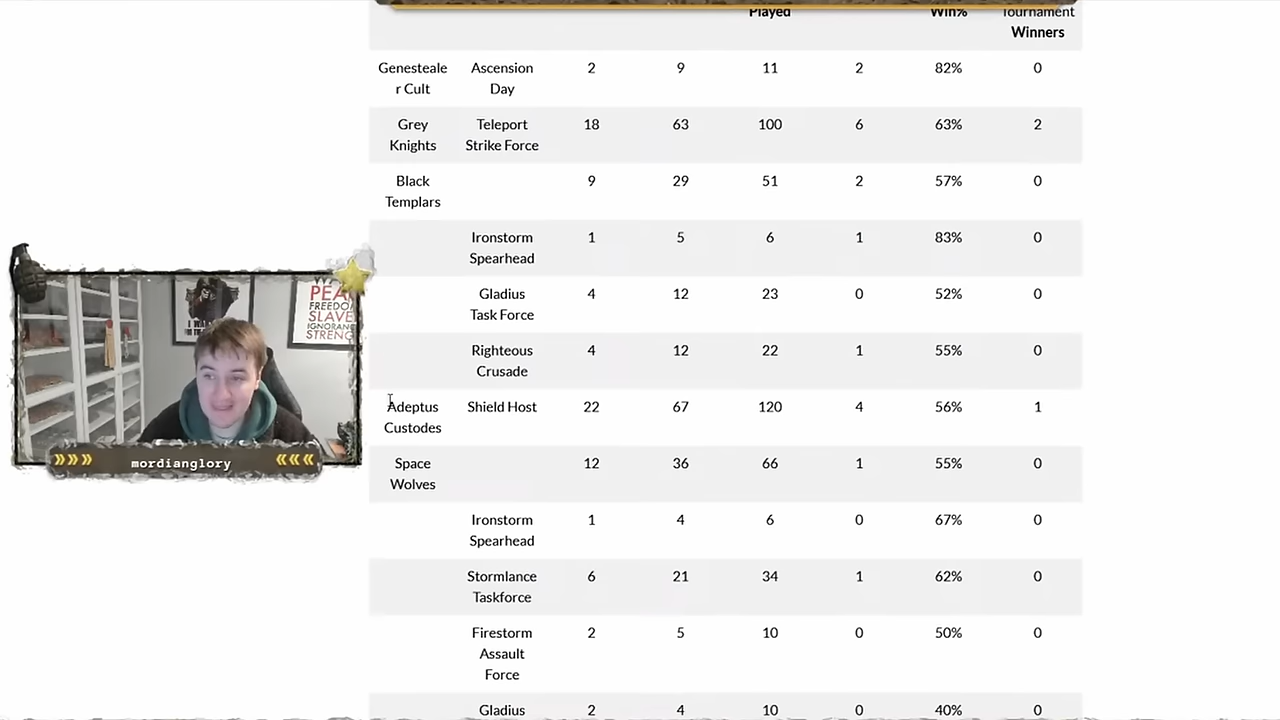 Played Win% Tournament
Winners
Genesteale Ascension 2 9 11 2 82% 0
r Cult Day
Grey Teleport 18 63 100 6 63% 2
Knights Strike Force
Black 9 29 51 2 57% 0
Templars
Ironstorm 1 5 6 1 83% 0
Spearhead
Gladius 4 12 23 0 52% 0
Task Force
Righteous 4 12 22 1 55% 0
Crusade
Adeptus Shield Host 22 67 120 4 56% 1
Custodes
Space 12 36 66 1 55% 0
Wolves
Ironstorm 1 4 6 0 67% 0
Spearhead
Stormlance 6 21 34 1 62% 0
Taskforce
Firestorm 2 5 10 0 50% 0
Assault
Force
Gladius 2 4 10 0 40% 0
FREEDOM
SLAVE
IGNORANC
STRENG
mordianglory